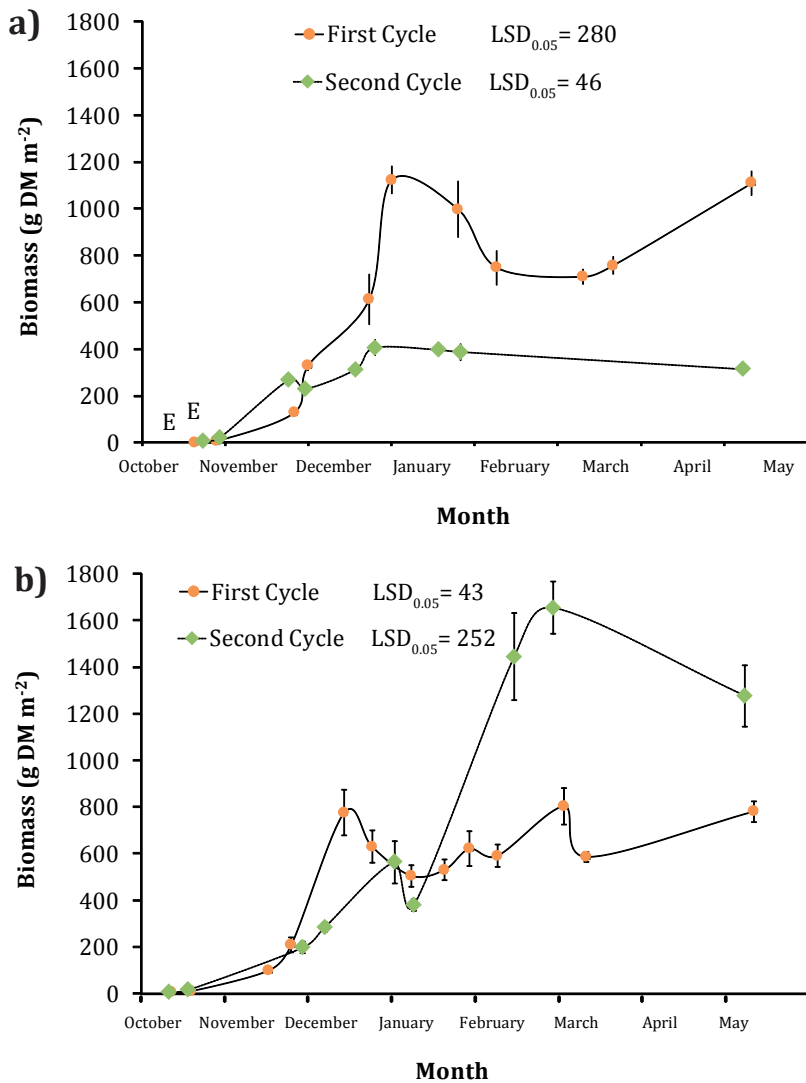 a)
1800
1600
1400
1200
1000
800
600
400
200
0
Biomass (g DM m-2)
First Cycle LSD0.05= 280
Second Cycle LSD0.05= 46
E
E
October November December January February March April May
Month
b)
1800
1600
1400
1200
1000
800
600
400
200
0
Biomass (g DM m-2)
First Cycle LSD0.05= 43
Second Cycle LSD0.05= 252
October November December January February March April May
Month